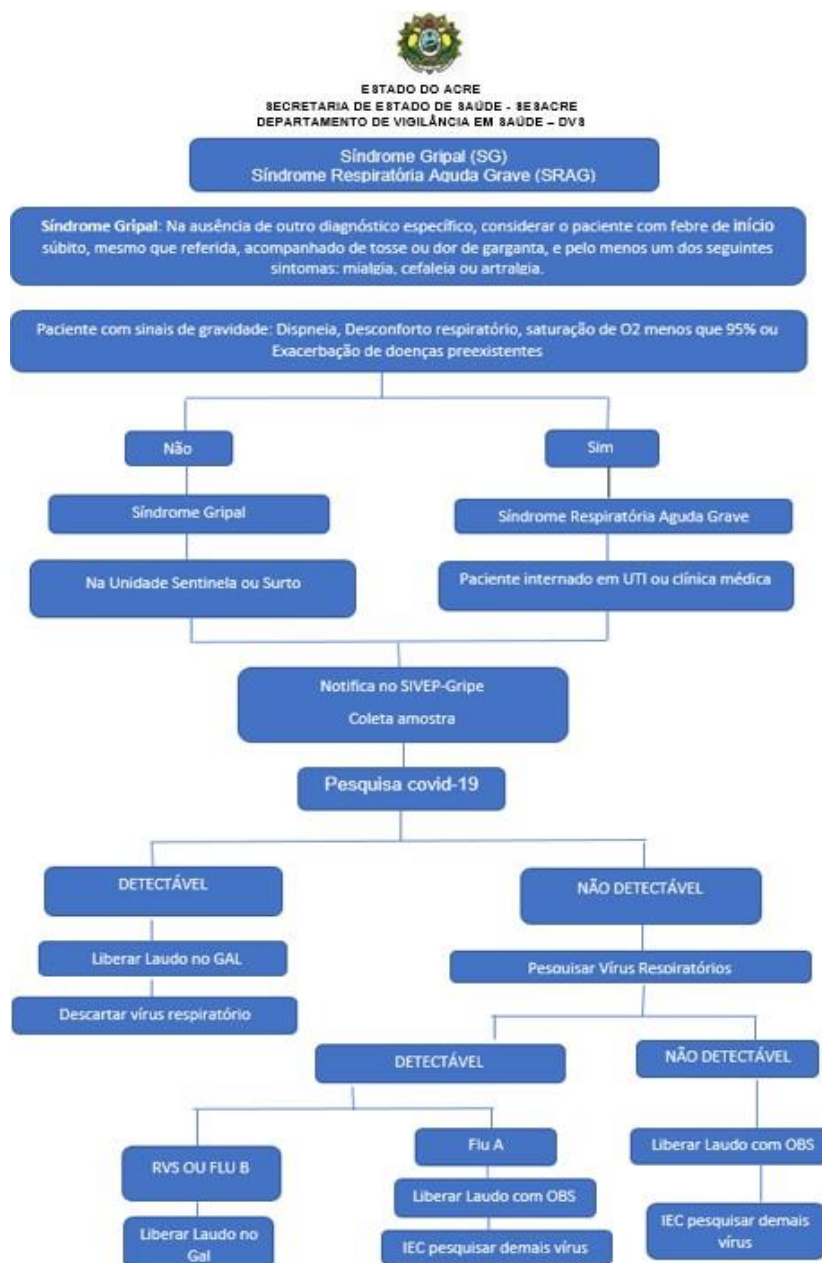 ESTADO DO ACRE
SECRETARIA DE ESTADO DE SAÚDE - SESACRE
DEPARTAMENTO DE VIGILÂNCIA EM SAÚDE – DVS
Síndrome Gripal (SG)
Síndrome Respiratória Aguda Grave (SRAG)
Síndrome Gripal: Na ausência de outro diagnóstico específico, considerar o paciente com febre de início
súbito, mesmo que referida, acompanhado de tosse ou dor de garganta, e pelo menos um dos seguintes
sintomas: mialgia, cefaleia ou artralgia.
Paciente com sinais de gravidade: Dispneia, Desconforto respiratório, saturação de O2 menos que 95% ou
Exacerbação de doenças preexistentes
Não
Sim
Síndrome Gripal
Síndrome Respiratória Aguda Grave
Na Unidade Sentinela ou Surto
Paciente internado em UTI ou clínica médica
Notifica no SIVEP-Gripe
Coleta amostra
Pesquisa covid-19
DETECTÁVEL
NÃO DETECTÁVEL
Liberar Laudo no GAL
Pesquisar Vírus Respiratórios
Descartar vírus respiratório
DETECTÁVEL
NÃO DETECTÁVEL
RVS OU FLU B
Flu A
Liberar Laudo com OBS
Liberar Laudo com OBS
Liberar Laudo no
Gal
IEC pesquisar demais vírus
IEC pesquisar demais
vírus